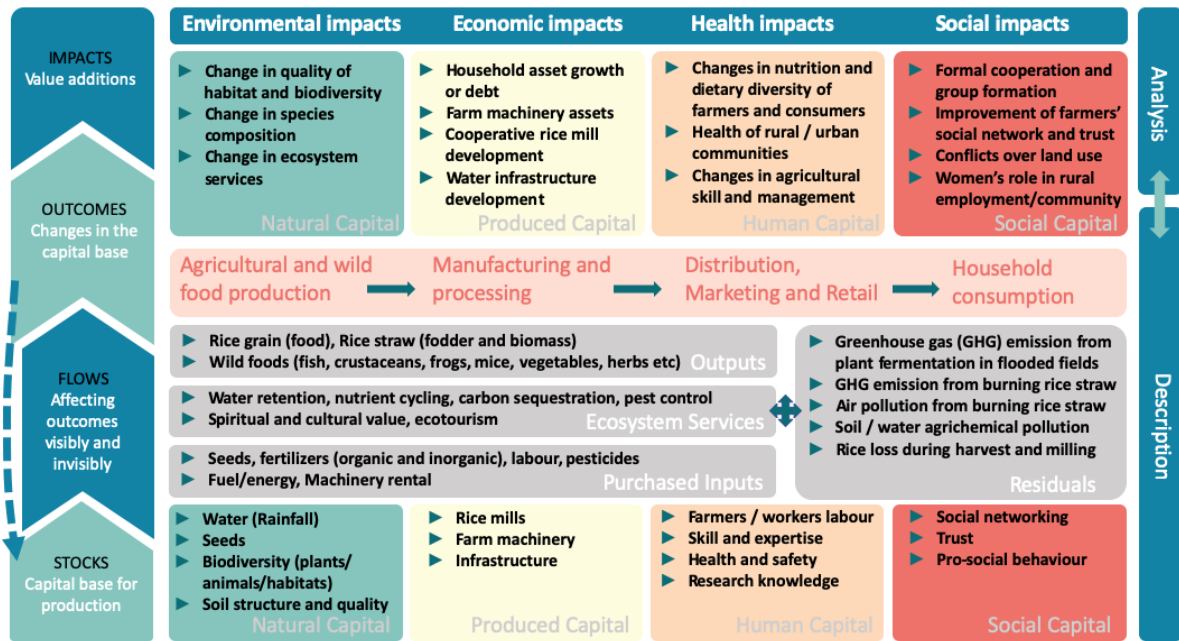 IMPACTS
Value additions
OUTCOMES
Changes in the
capital base
FLOWS
Affecting
outcomes
visibly and
invisibly
STOCKS
Capital base for
production
Environmental impacts
Economic impacts
Health impacts
Social impacts
Change in quality of
habitat and biodiversity
Change in species
composition
Change in ecosystem
services
Natural Capital
Household asset growth
or debt
Farm machinery assets
Cooperative rice mill
development
Water infrastructure
development
Produced Capital
Changes in nutrition and
dietary diversity of
farmers and consumers
Health of rural / urban
communities
Changes in agricultural
skill and management
Human Capital
Formal cooperation and
group formation
Improvement of farmers’
social network and trust
Conflicts over land use
Women’s role in rural
employment/community
Social Capital
Agricultural and wild
food production
Manufacturing and
processing
Distribution,
Marketing and Retail
Household
consumption
Rice grain (food), Rice straw (fodder and biomass)
Wild foods (fish, crustaceans, frogs, mice, vegetables, herbs etc)
Outputs
Water retention, nutrient cycling, carbon sequestration, pest control
Spiritual and cultural value, ecotourism
Ecosystem Services
Seeds, fertilizers (organic and inorganic), labour, pesticides
Fuel/energy, Machinery rental
Purchased Inputs
Greenhouse gas (GHG) emission from
plant fermentation in flooded fields
GHG emission from burning rice straw
Air pollution from burning rice straw
Soil / water agrichemical pollution
Rice loss during harvest and milling
Residuals
Water (Rainfall)
Seeds
Biodiversity (plants/
animals/habitats)
Soil structure and quality
Natural Capital
Rice mills
Farm machinery
Infrastructure
Produced Capital
Farmers / workers labour
Skill and expertise
Health and safety
Research knowledge
Human Capital
Social networking
Trust
Pro-social behaviour
Social Capital
Analysis
Description